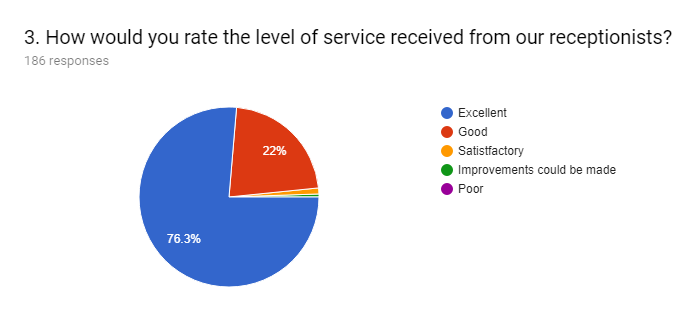 3. How would you rate the level of service received from our receptionists?
186 responses
Excellent
Good
Satistfactory
Improvements could be made
Poor
22%
76.3%